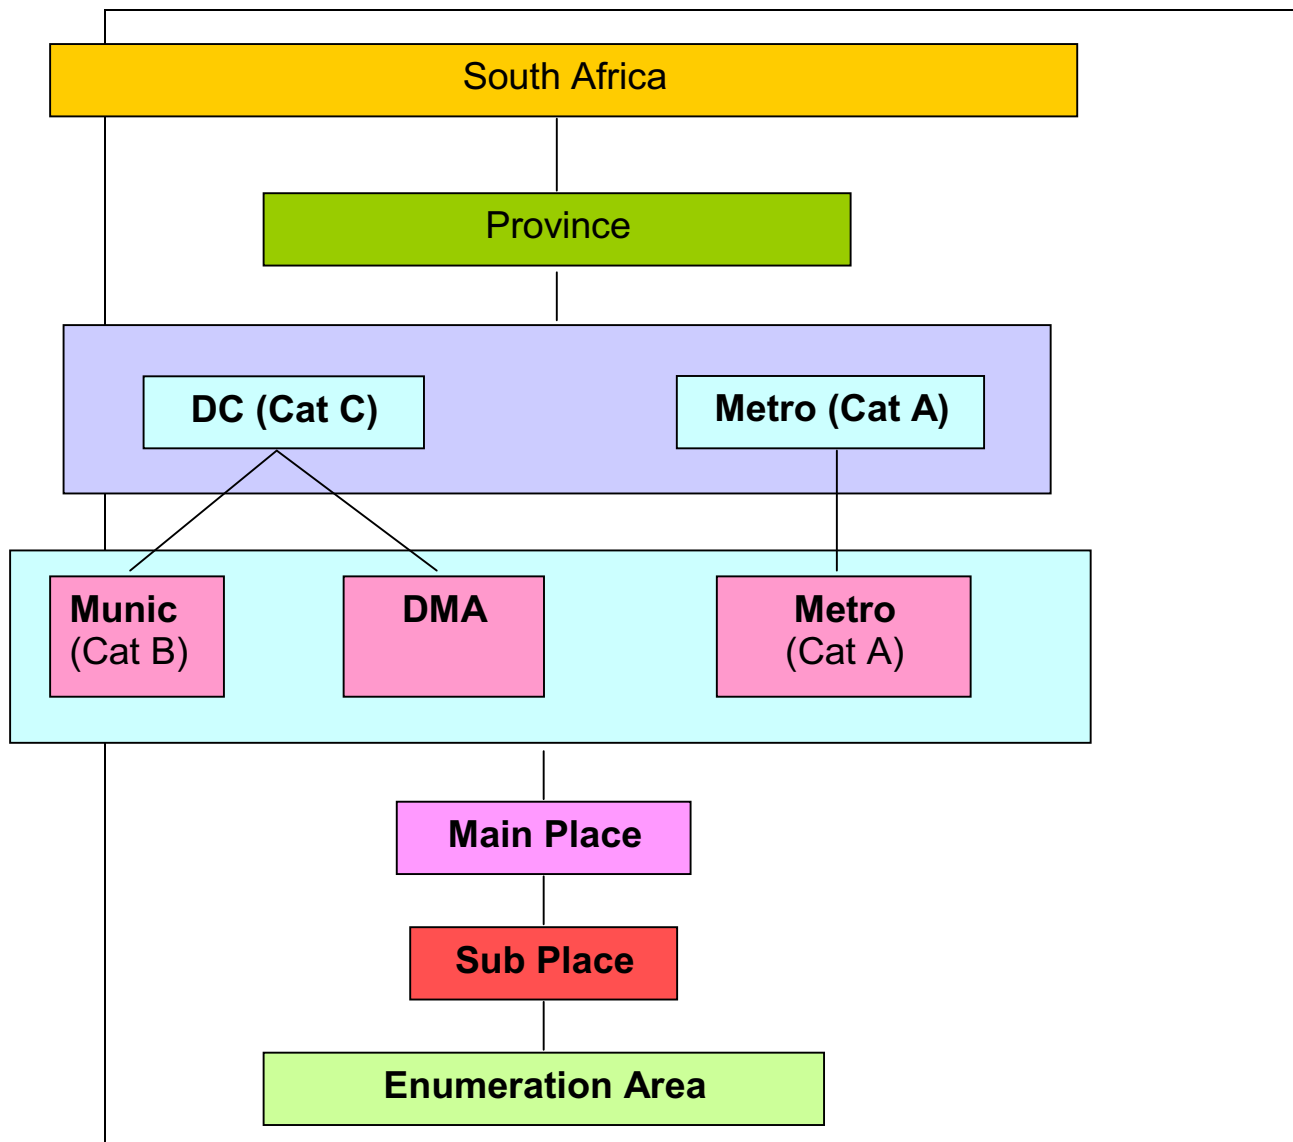 South Africa
Province
DC (Cat C)
Metro (Cat A)
Munic
(Cat B)
DMA
Metro
(Cat A)
Main Place
Sub Place
Enumeration Area